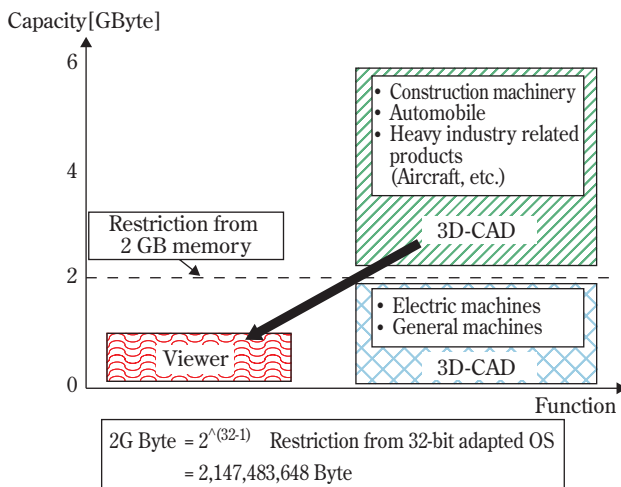 Capacity[GByte]
6
• Construction machinery
• Automobile
• Heavy industry related
products
(Aircraft, etc.)
4
Restriction from
2 GB memory
3D-CAD
2
• Electric machines
• General machines
Viewer
3D-CAD
0
Function
2G Byte = 2^(32-1) Restriction from 32-bit adapted OS
= 2,147,483,648 Byte